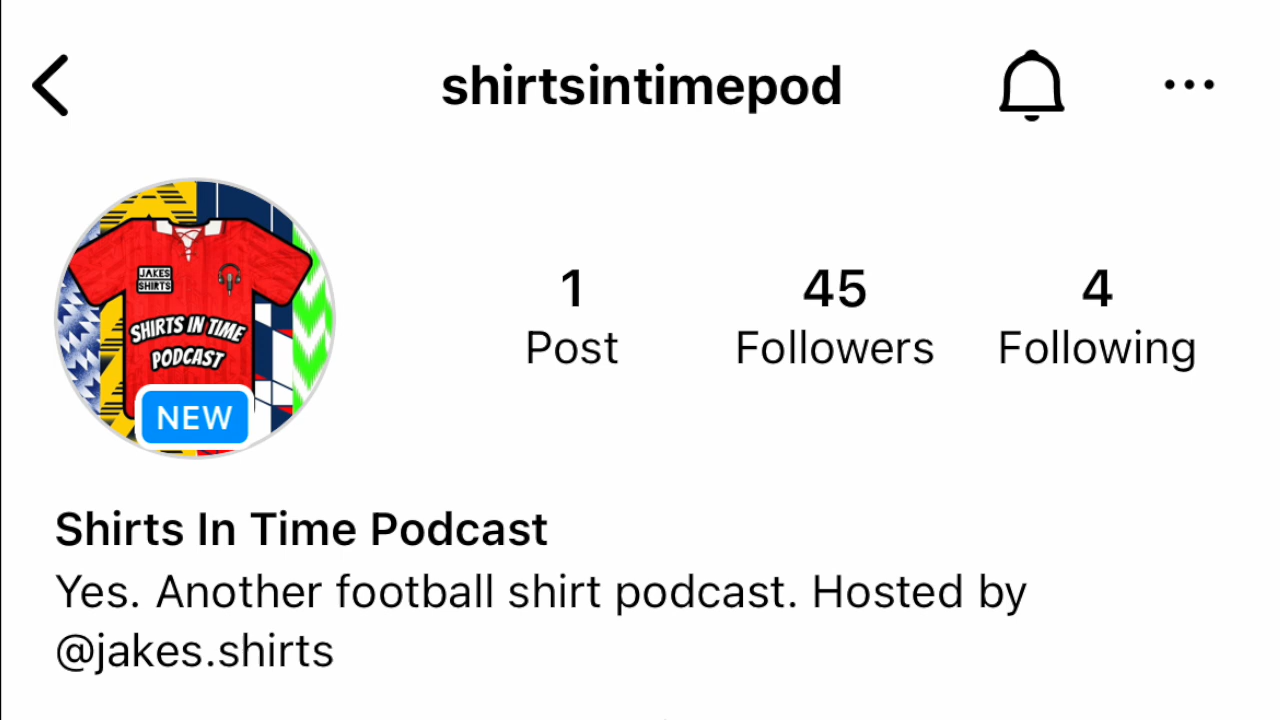 shirtsintimepod
JAKES
SHIRTS
SHIRTS IN TIME
PODCAST
NEW
1
Post
45
Followers
4
Following
Shirts In Time Podcast
Yes. Another football shirt podcast. Hosted by
@jakes.shirts